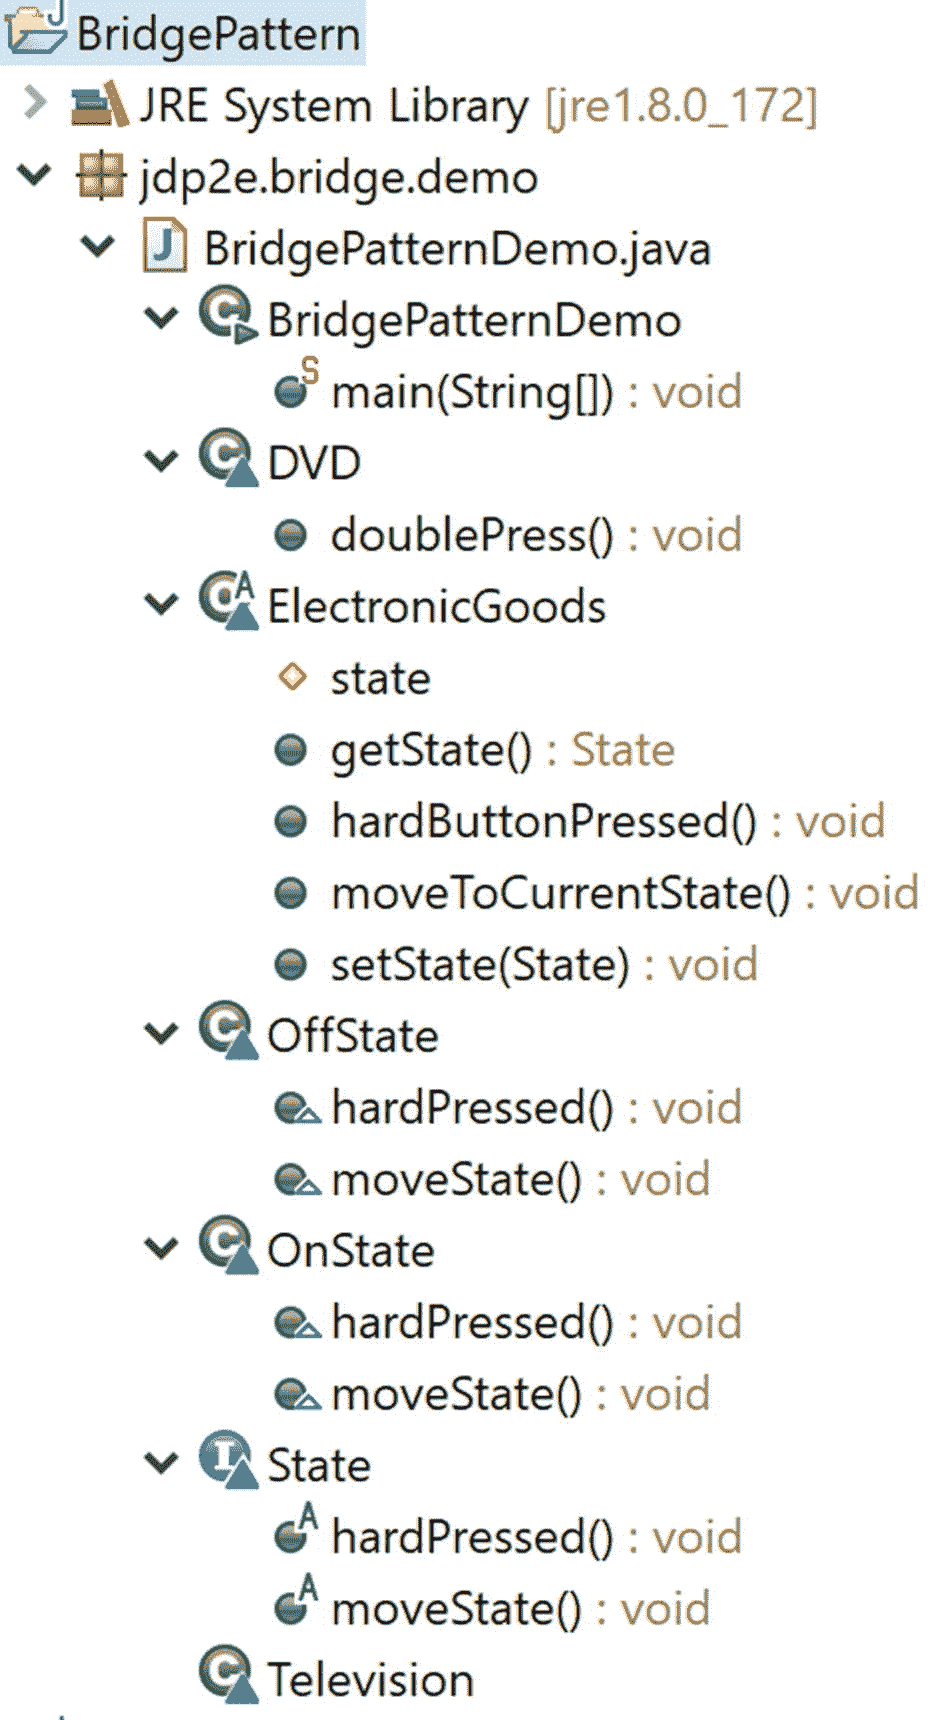 BridgePattern
JRE System Library [jre1.8.0_172]
jdp2e.bridge.demo
BridgePatternDemo.java
BridgePatternDemo
main(String[]) : void
DVD
doublePress() : void
ElectronicGoods
state
getState() : State
hardButtonPressed() : void
moveToCurrentState() : void
setState(State) : void
OffState
hardPressed() : void
moveState() : void
OnState
hardPressed() : void
moveState() : void
State
hardPressed() : void
moveState() : void
Television